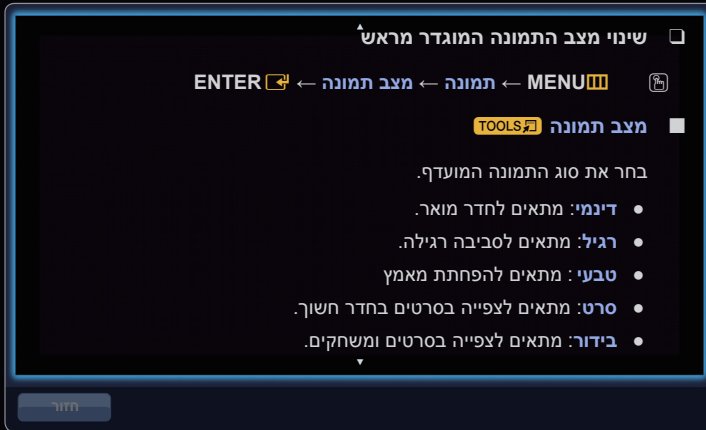 שינוי מצב התמונה המוגדר מראש
MENU ← תמונה ← מצב תמונה ← ENTER
מצב תמונה TOOLS
בחר את סוג התמונה המועדף.
● דינמי: מתאים לחדר מואר.
● רגיל: מתאים לסביבה רגילה.
● טבעי : מתאים להפחתת מאמץ
● סרט: מתאים לצפייה בסרטים בחדר חשוך.
● בידור: מתאים לצפייה בסרטים ומשחקים.
חזור